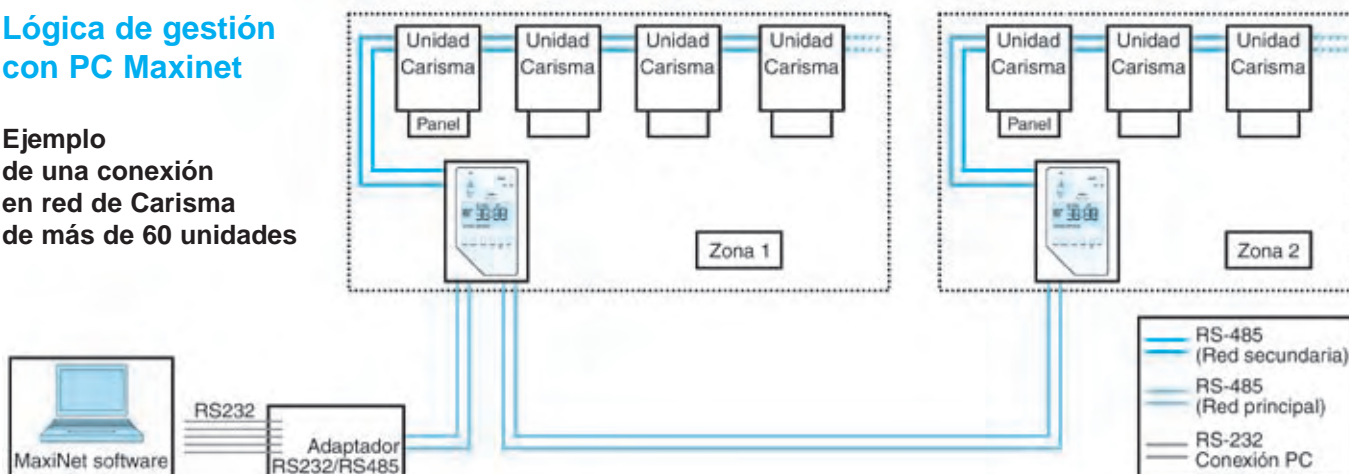 Lógica de gestión
con PC Maxinet
Ejemplo
de una conexión
en red de Carisma
de más de 60 unidades
Unidad
Carisma
Unidad
Carisma
Unidad
Carisma
Unidad
Carisma
Panel
Zona 1
Unidad
Carisma
Unidad
Carisma
Unidad
Carisma
Panel
Zona 2
MaxiNet software
RS232
Adaptador
RS232/RS485
RS-485
(Red secundaria)
RS-485
(Red principal)
RS-232
Conexión PC